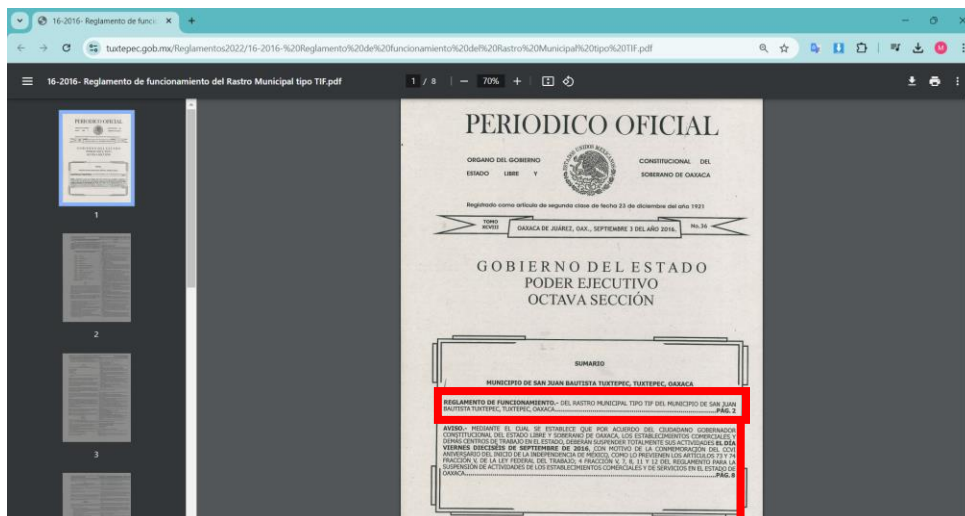 16-2016- Reglamento de funci
tuxtepec.gob.mx/Reglamentos2022/16-2016-%20Reglamento%20de%20funcionamiento%20del%20Rastro%20Municipal%20tipo%20TIF.pdf
16-2016- Reglamento de funcionamiento del Rastro Municipal tipo TIF.pdf
1 / 8
70%
PERIODICO OFICIAL
1
2
3
PERIODICO OFICIAL
ESTADOS UNIDOS MEXICANOS
ORGANO DEL GOBIERNO CONSTITUCIONAL DEL
ESTADO LIBRE Y SOBERANO DE OAXACA
Registrado como artículo de segunda clase de fecha 23 de diciembre del año 1921
TOMO
XCVIII
OAXACA DE JUÁREZ, OAX., SEPTIEMBRE 3 DEL AÑO 2016.
No.36
GOBIERNO DEL ESTADO
PODER EJECUTIVO
OCTAVA SECCIÓN
SUMARIO
MUNICIPIO DE SAN JUAN BAUTISTA TUXTEPEC, TUXTEPEC, OAXACA
REGLAMENTO DE FUNCIONAMIENTO.- DEL RASTRO MUNICIPAL TIPO TIF DEL MUNICIPIO DE SAN JUAN
BAUTISTA TUXTEPEC, TUXTEPEC, OAXACA....PÁG. 2
AVISO.- MEDIANTE EL CUAL SE ESTABLECE QUE POR ACUERDO DEL CIUDADANO GOBERNADOR
CONSTITUCIONAL DEL ESTADO LIBRE Y SOBERANO DE OAXACA, LOS ESTABLECIMIENTOS COMERCIALES Y
DEMÁS CENTROS DE TRABAJO EN EL ESTADO, DEBERÁN SUSPENDER TOTALMENTE SUS ACTIVIDADES EL DÍA
VIERNES DIECISÉIS DE SEPTIEMBRE DE 2016, CON MOTIVO DE LA CONMEMORACIÓN DEL CCVI
ANIVERSARIO DEL INICIO DE LA INDEPENDENCIA DE MÉXICO, COMO LO PREVIENEN LOS ARTÍCULOS 73 Y 74
FRACCIÓN V, DE LA LEY FEDERAL DEL TRABAJO; 4 FRACCIÓN V, 7, 8, 11 Y 12 DEL REGLAMENTO PARA LA
SUSPENSIÓN DE ACTIVIDADES DE LOS ESTABLECIMIENTOS COMERCIALES Y DE SERVICIOS EN EL ESTADO DE
OAXACA....PÁG. 8